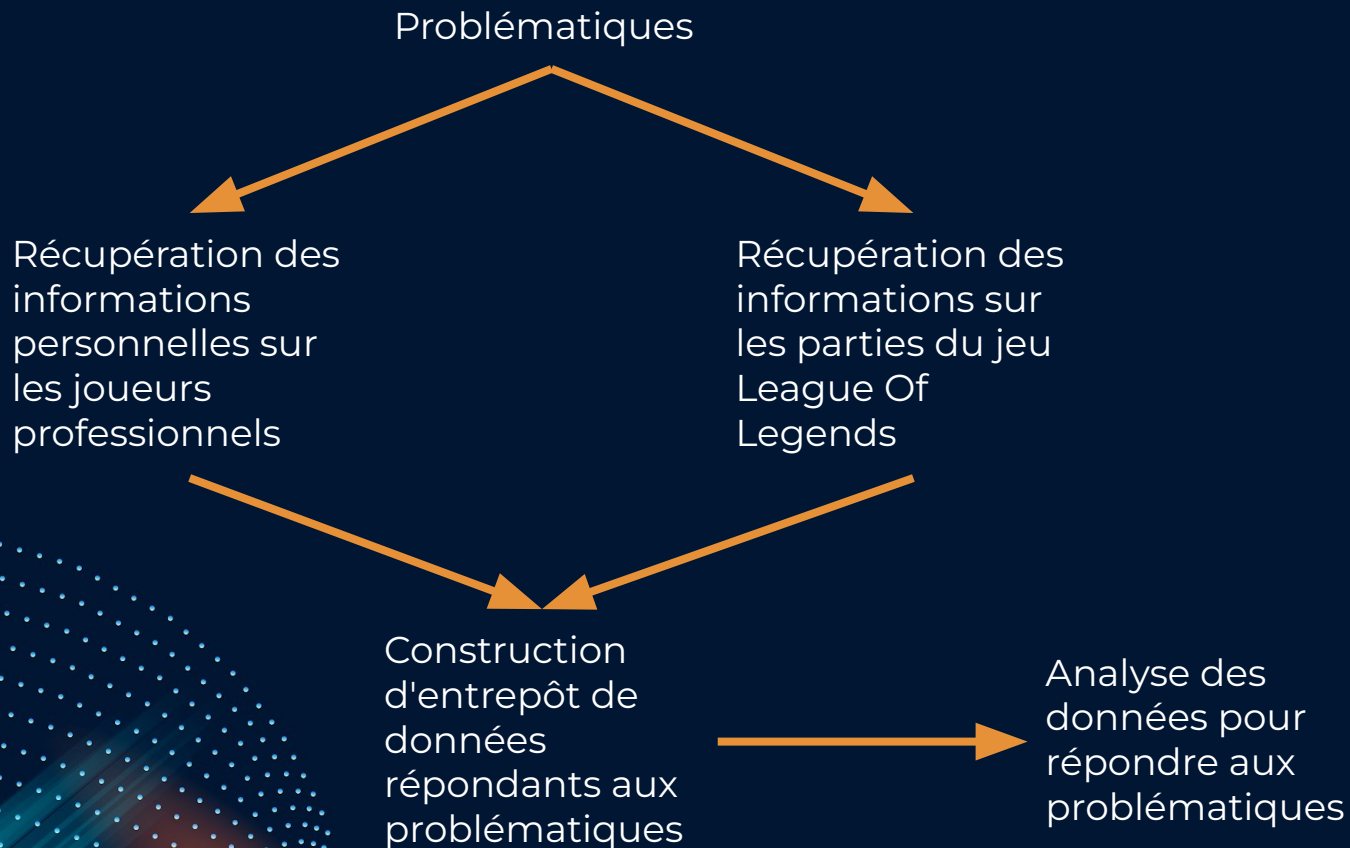 Problématiques
Récupération des
informations
personnelles sur
les joueurs
professionnels
Récupération des
informations sur
les parties du jeu
League Of
Legends
Construction
d'entrepôt de
données
répondants aux
problématiques
Analyse des
données pour
répondre aux
problématiques